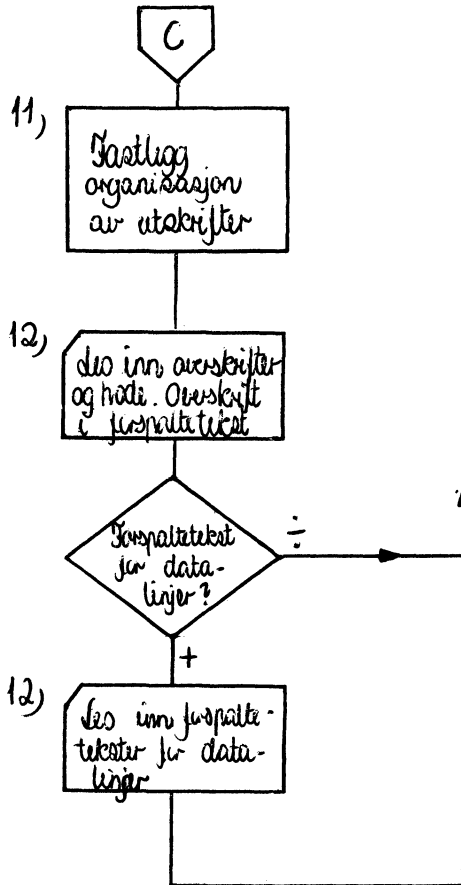 C
11,
Fastlegg
organisasjon
av utskrifter
12,
Les inn overskrifter
og hode. Overskrift
i forspaltetekst
Forspaltetekst
for data-
linjer?
÷
+
12,
Les inn forspalte-
tekster for data-
linjer